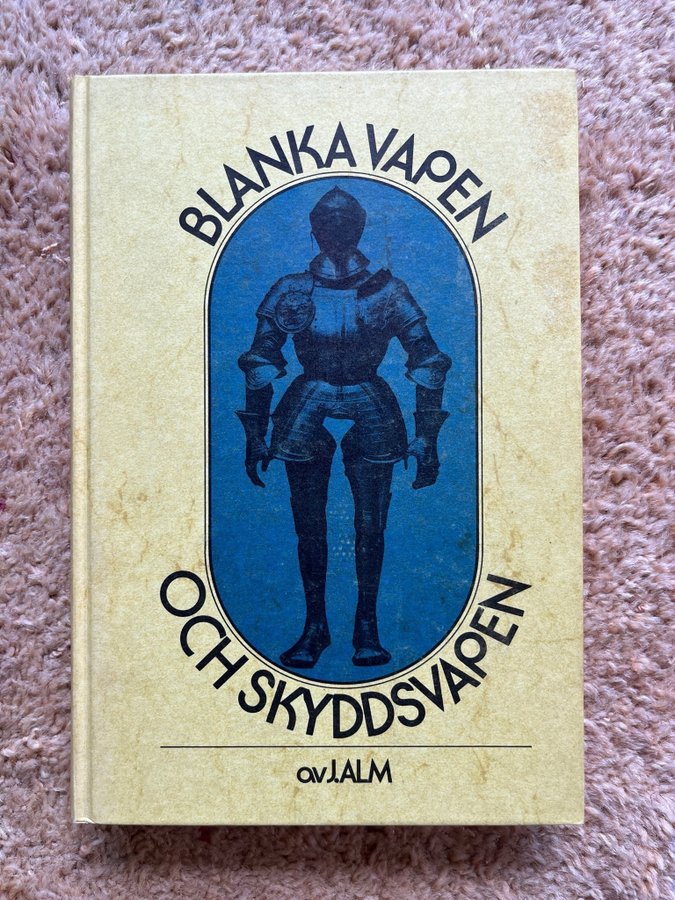 BLANKA VAPEN
OCH SKYDDSVAPEN
av J. ALM